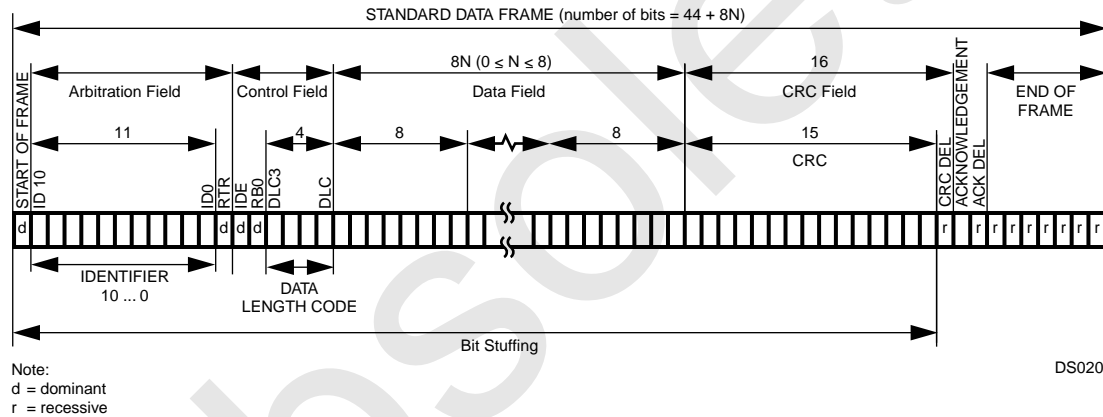 STANDARD DATA FRAME (number of bits = 44 + 8N)
8N (0 ≤ N ≤ 8)
16
Arbitration Field
Control Field
Data Field
CRC Field
END OF
FRAME
11
4
8
8
15
CRC
START OF FRAME
ID 10
ID0
RTR
IDE
RB0
DLC3
DLC
CRC DEL
ACKNOWLEDGEMENT
ACK DEL
d d d d r r r r r r r r r
IDENTIFIER
10 ... 0
DATA
LENGTH CODE
Bit Stuffing
Note:
d = dominant
r = recessive
DS020